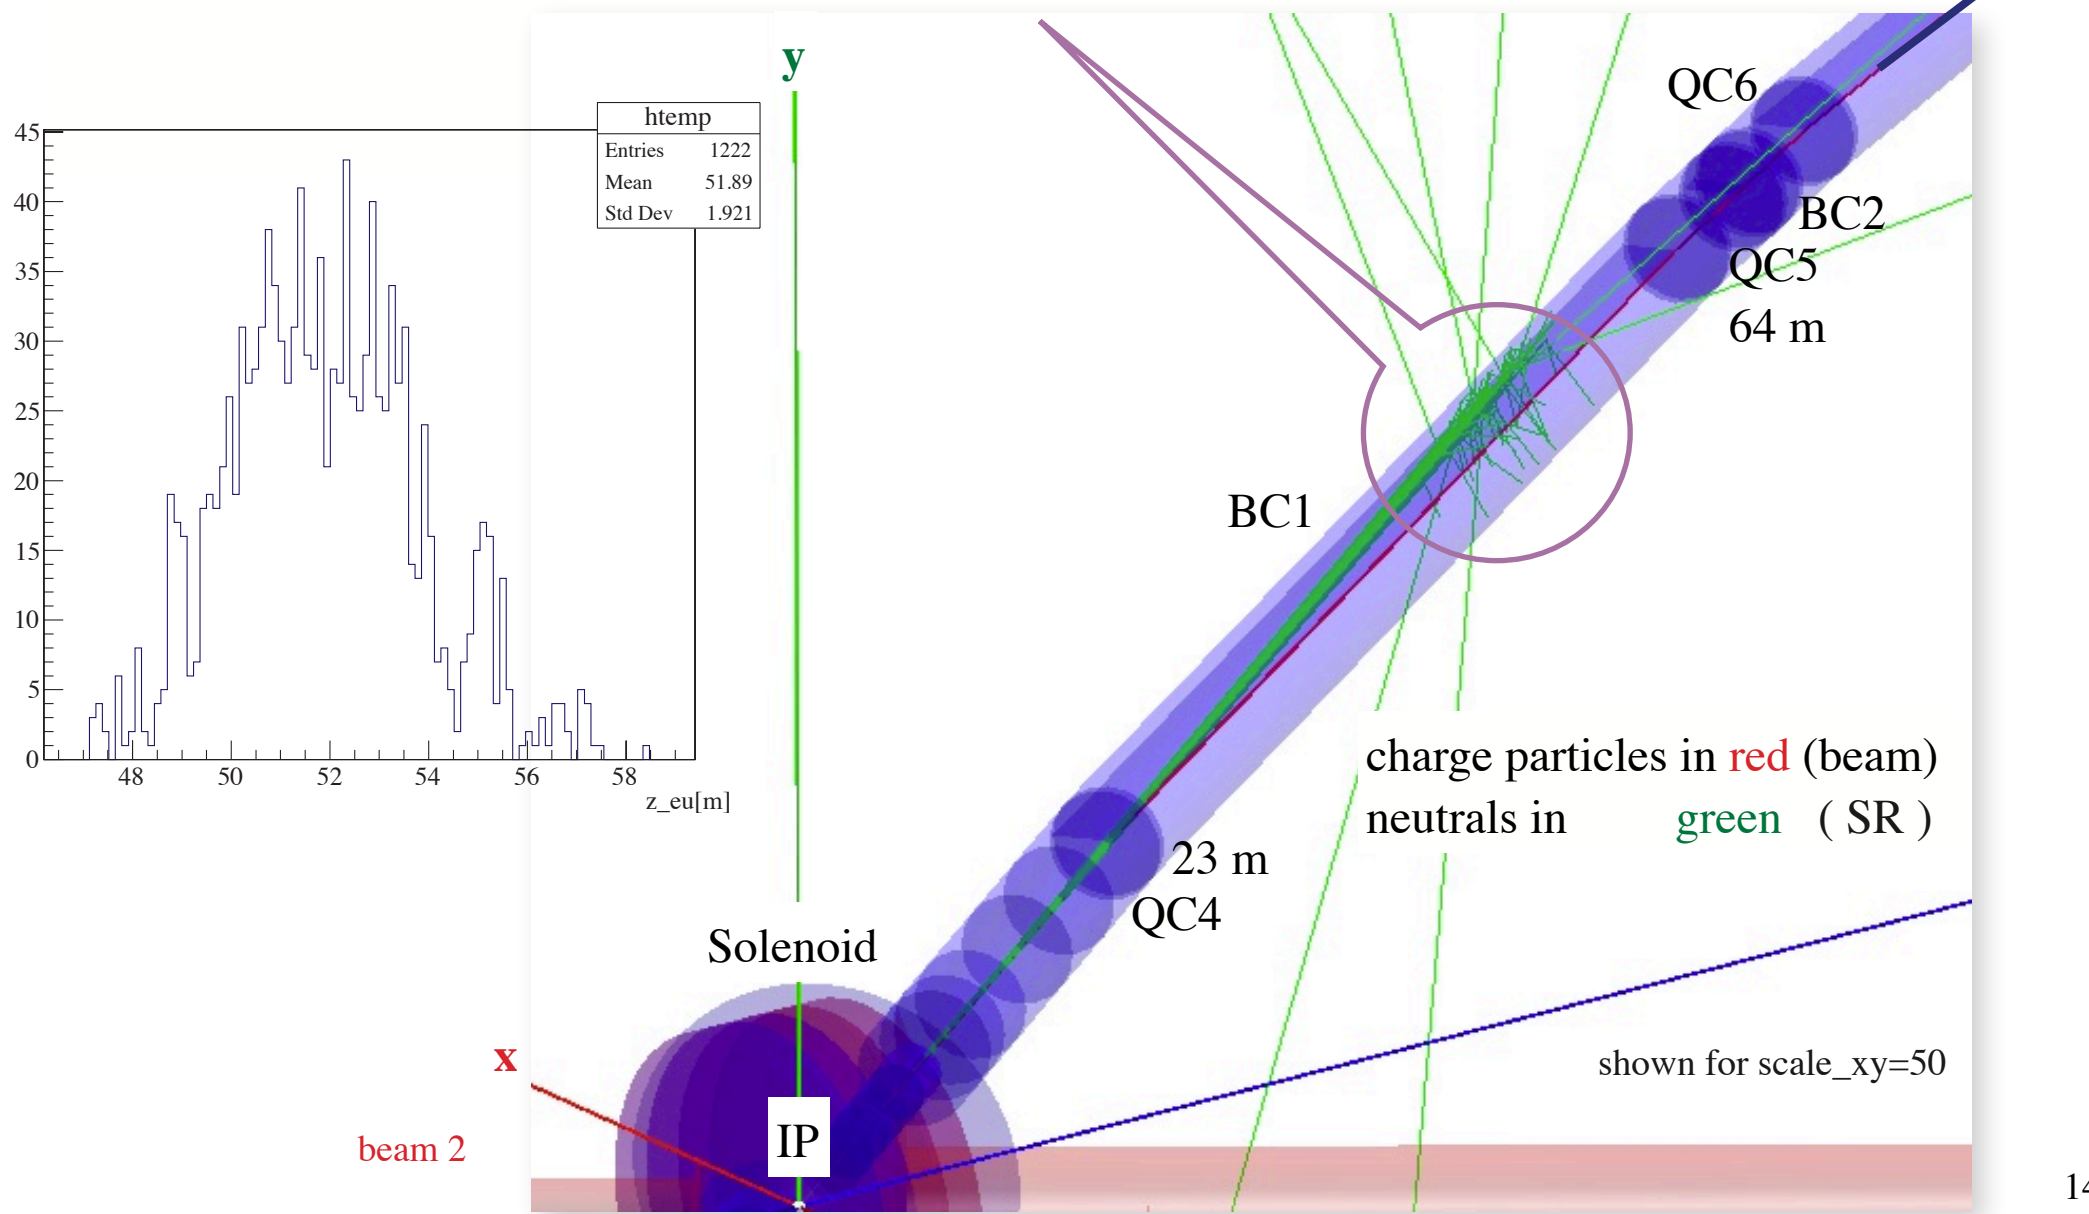 y
QC6
htemp
Entries 1222
Mean 51.89
Std Dev 1.921
45
40
35
30
25
20
15
10
5
0
48 50 52 54 56 58
z_eu[m]
BC2
QC5
64 m
BC1
charge particles in red (beam)
neutrals in green ( SR )
23 m
QC4
Solenoid
x
shown for scale_xy=50
IP
beam 2
14